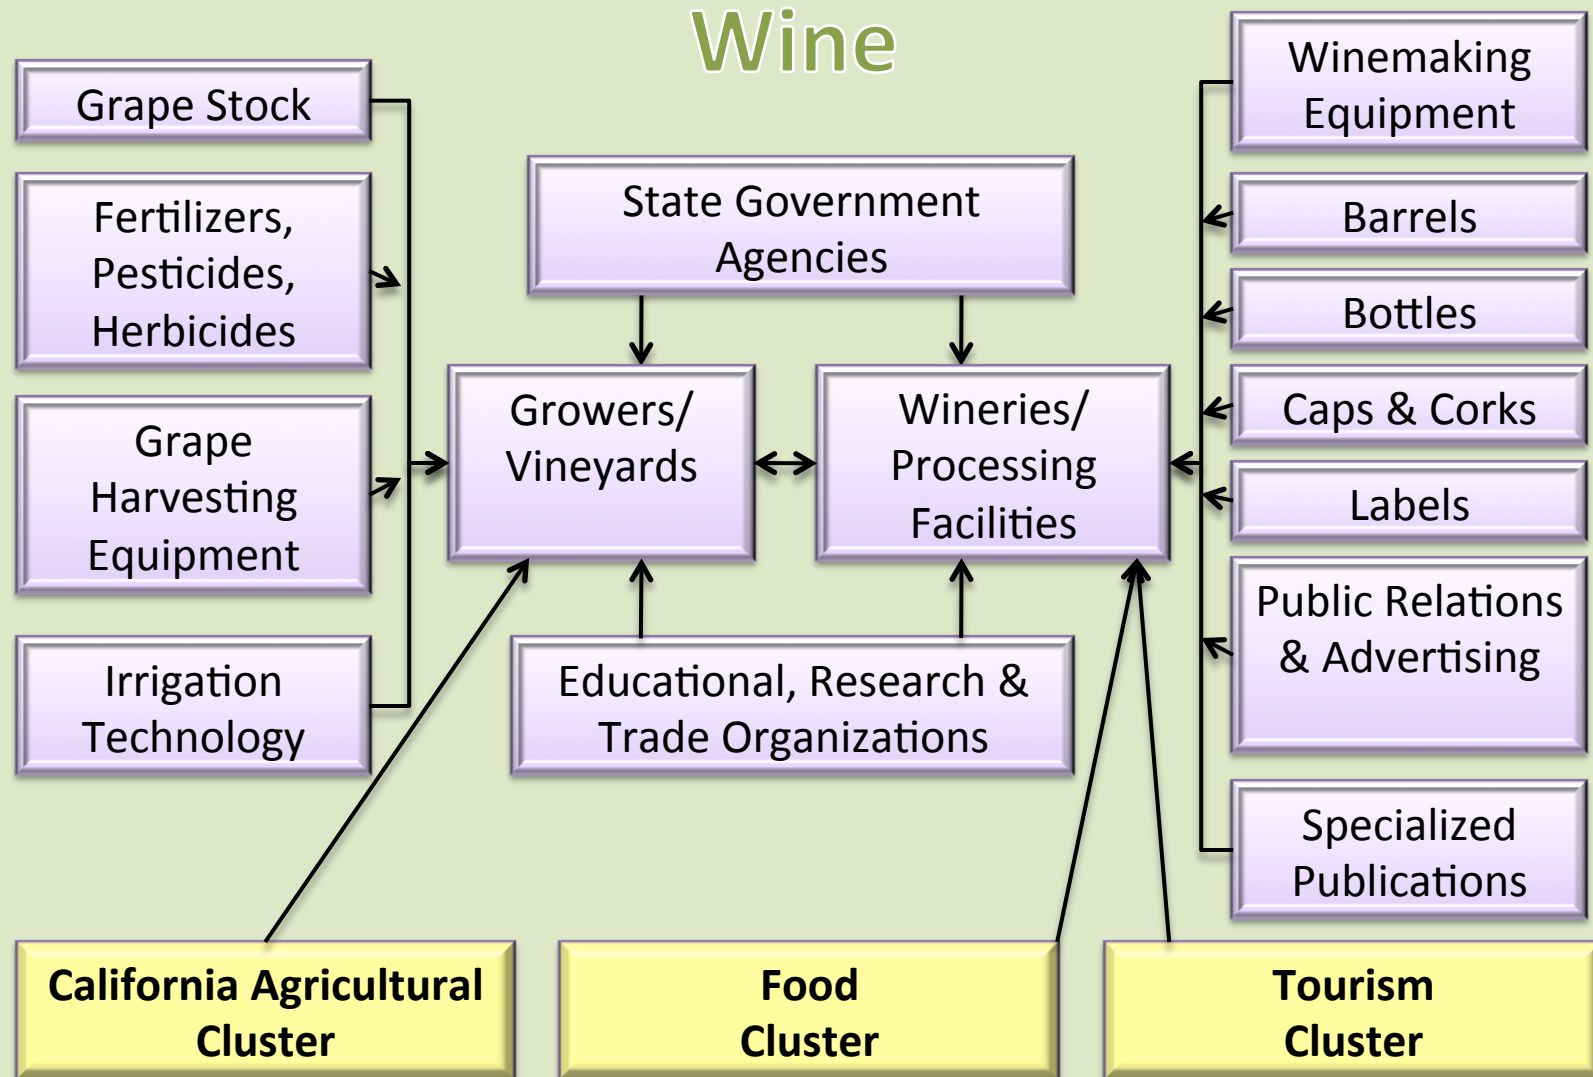 Wine
Grape Stock
Fertilizers,
Pesticides,
Herbicides
Grape
Harvesting
Equipment
Irrigation
Technology
State Government
Agencies
Growers/
Vineyards
Wineries/
Processing
Facilities
Educational, Research &
Trade Organizations
Winemaking
Equipment
Barrels
Bottles
Caps & Corks
Labels
Public Relations
& Advertising
Specialized
Publications
California Agricultural
Cluster
Food
Cluster
Tourism
Cluster